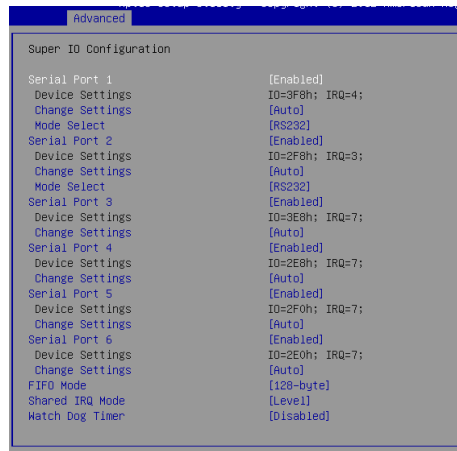 Advanced
Super IO Configuration
Serial Port 1 [Enabled]
Device Settings IO=3F8h; IRQ=4;
Change Settings [Auto]
Mode Select [RS232]
Serial Port 2 [Enabled]
Device Settings IO=2F8h; IRQ=3;
Change Settings [Auto]
Mode Select [RS232]
Serial Port 3 [Enabled]
Device Settings IO=3E8h; IRQ=7;
Change Settings [Auto]
Serial Port 4 [Enabled]
Device Settings IO=2E8h; IRQ=7;
Change Settings [Auto]
Serial Port 5 [Enabled]
Device Settings IO=2F0h; IRQ=7;
Change Settings [Auto]
Serial Port 6 [Enabled]
Device Settings IO=2E0h; IRQ=7;
Change Settings [Auto]
FIFO Mode [128-byte]
Shared IRQ Mode [Level]
Watch Dog Timer [Disabled]